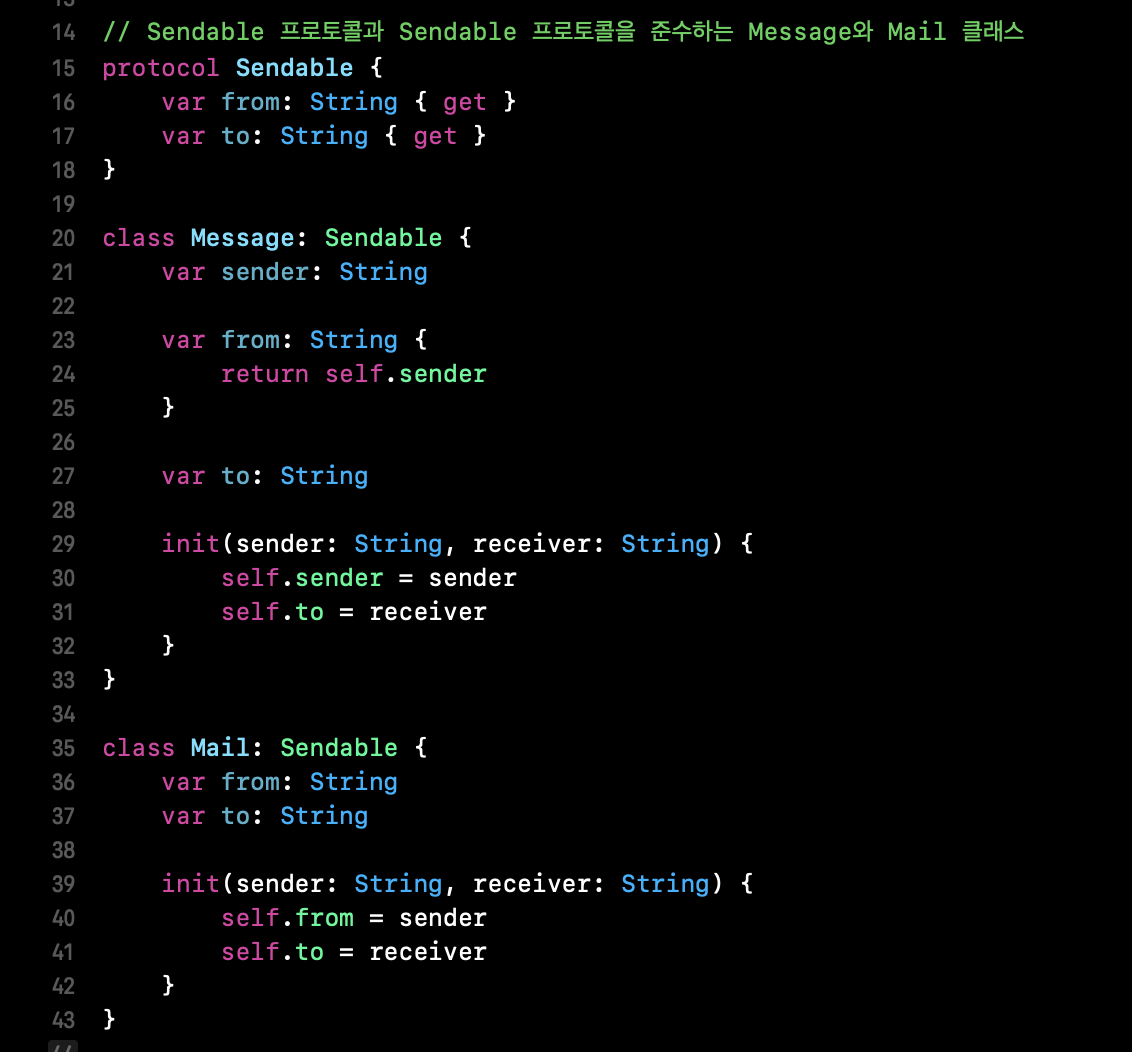 14 // Sendable 프로토콜과 Sendable 프로토콜을 준수하는 Message와 Mail 클래스
15 protocol Sendable {
16     var from: String { get }
17     var to: String { get }
18 }
19
20 class Message: Sendable {
21     var sender: String
22
23     var from: String {
24         return self.sender
25     }
26
27     var to: String
28
29     init(sender: String, receiver: String) {
30         self.sender = sender
31         self.to = receiver
32     }
33 }
34
35 class Mail: Sendable {
36     var from: String
37     var to: String
38
39     init(sender: String, receiver: String) {
40         self.from = sender
41         self.to = receiver
42     }
43 }